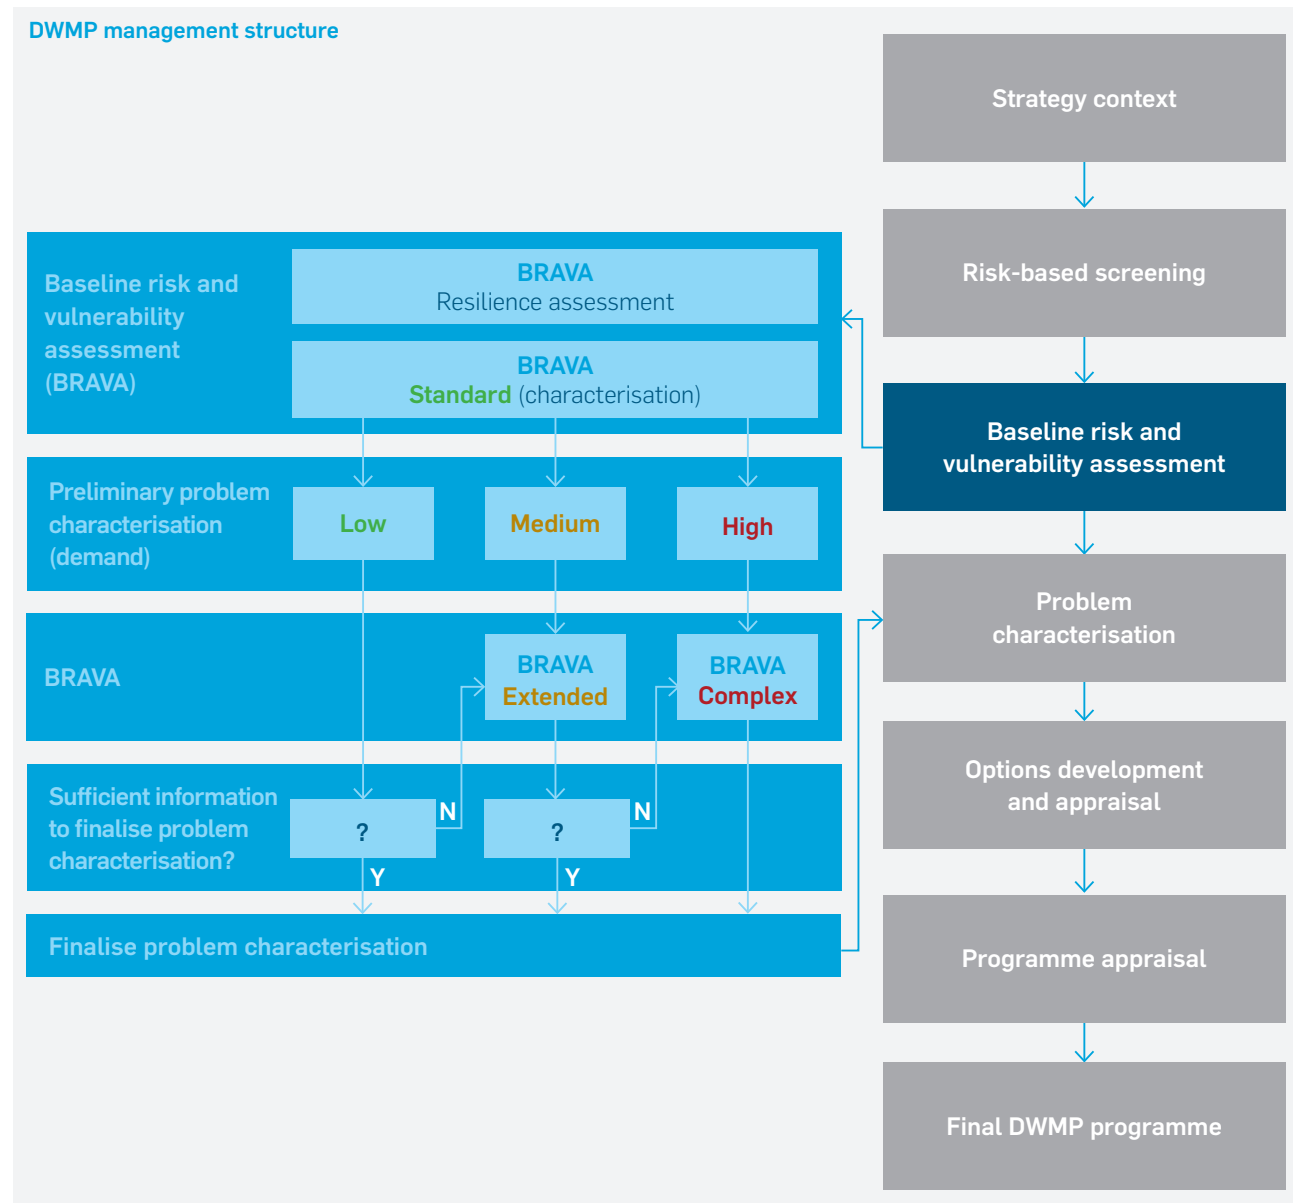 DWMP management structure
Strategy context
Risk-based screening
Baseline risk and
vulnerability assessment
Problem
characterisation
Options development
and appraisal
Programme appraisal
Final DWMP programme
Baseline risk and
vulnerability
assessment
(BRAVA)
BRAVA
Resilience assessment
BRAVA
Standard (characterisation)
Preliminary problem
characterisation
(demand)
Low
Medium
High
BRAVA
BRAVA
Extended
BRAVA
Complex
Sufficient information
to finalise problem
characterisation?
?
N
?
N
Y
Y
Finalise problem characterisation